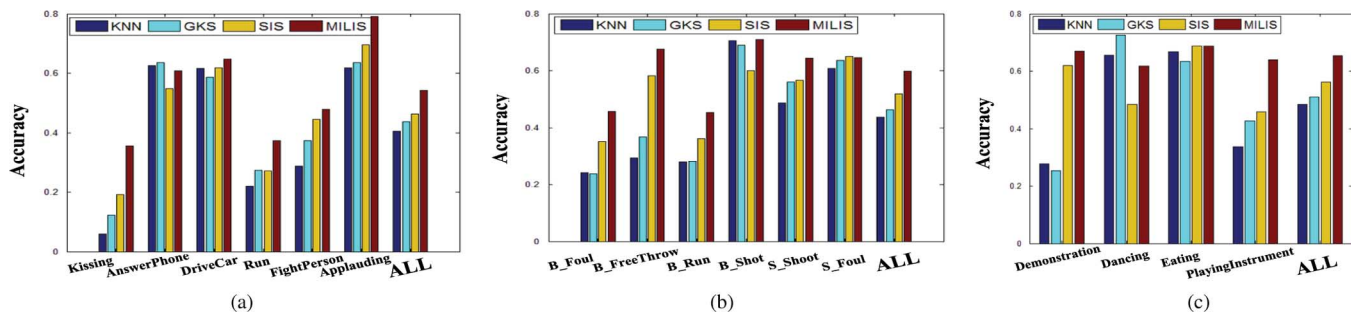 KNN GKS SIS MILIS
Accuracy
0.8
0.6
0.4
0.2
0
Kissing AnswerPhone DriveCar Run FightPerson Applauding ALL
(a)
KNN GKS SIS MILIS
Accuracy
0.8
0.6
0.4
0.2
0
B_Foul B_FreeThrow B_Run B_Shot S_Shoot S_Foul ALL
(b)
KNN GKS SIS MILIS
Accuracy
0.8
0.6
0.4
0.2
0
Demonstration Dancing Eating PlayingInstrument ALL
(c)